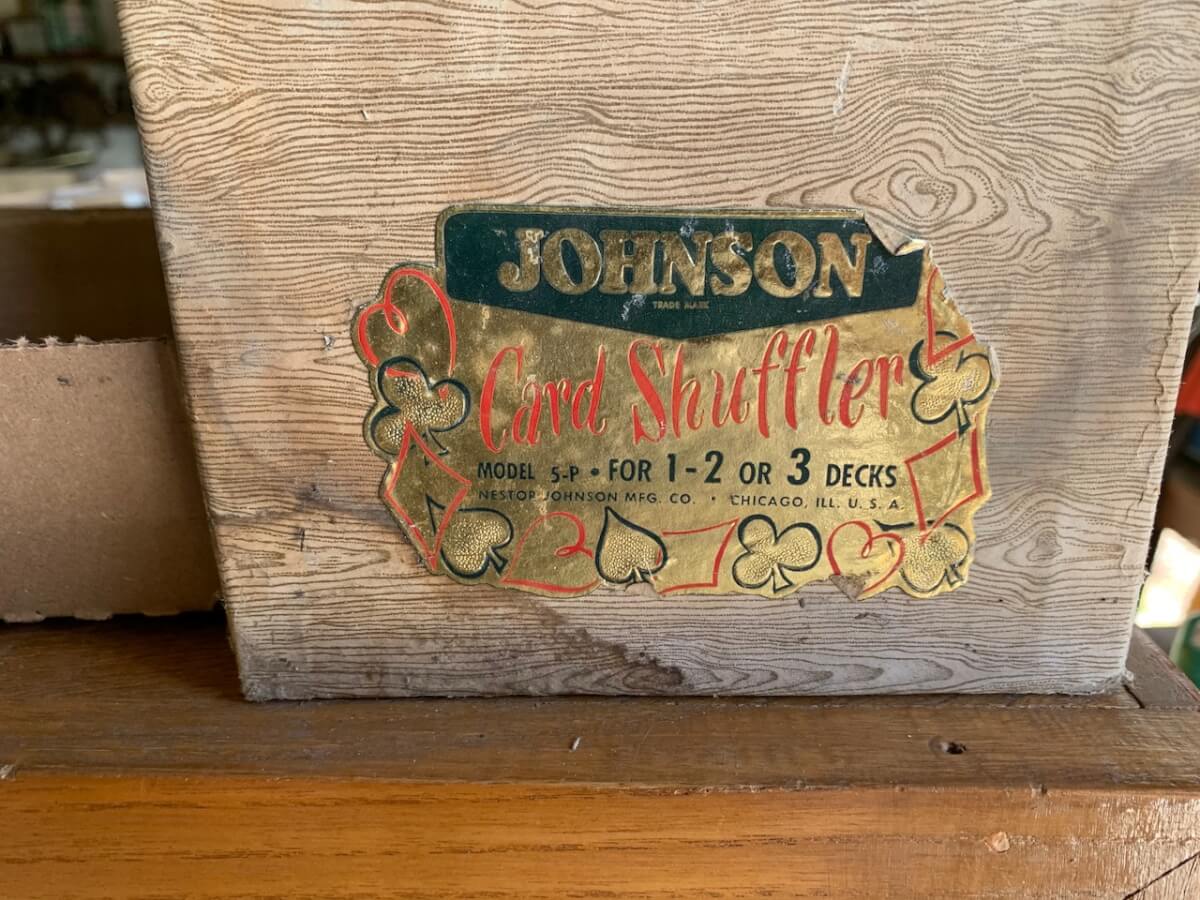 JOHNSON
TRADE MARK
Card Shuffler
MODEL 5-P • FOR 1-2 OR 3 DECKS
NESTOR JOHNSON MFG. CO. • CHICAGO, ILL. U. S. A.